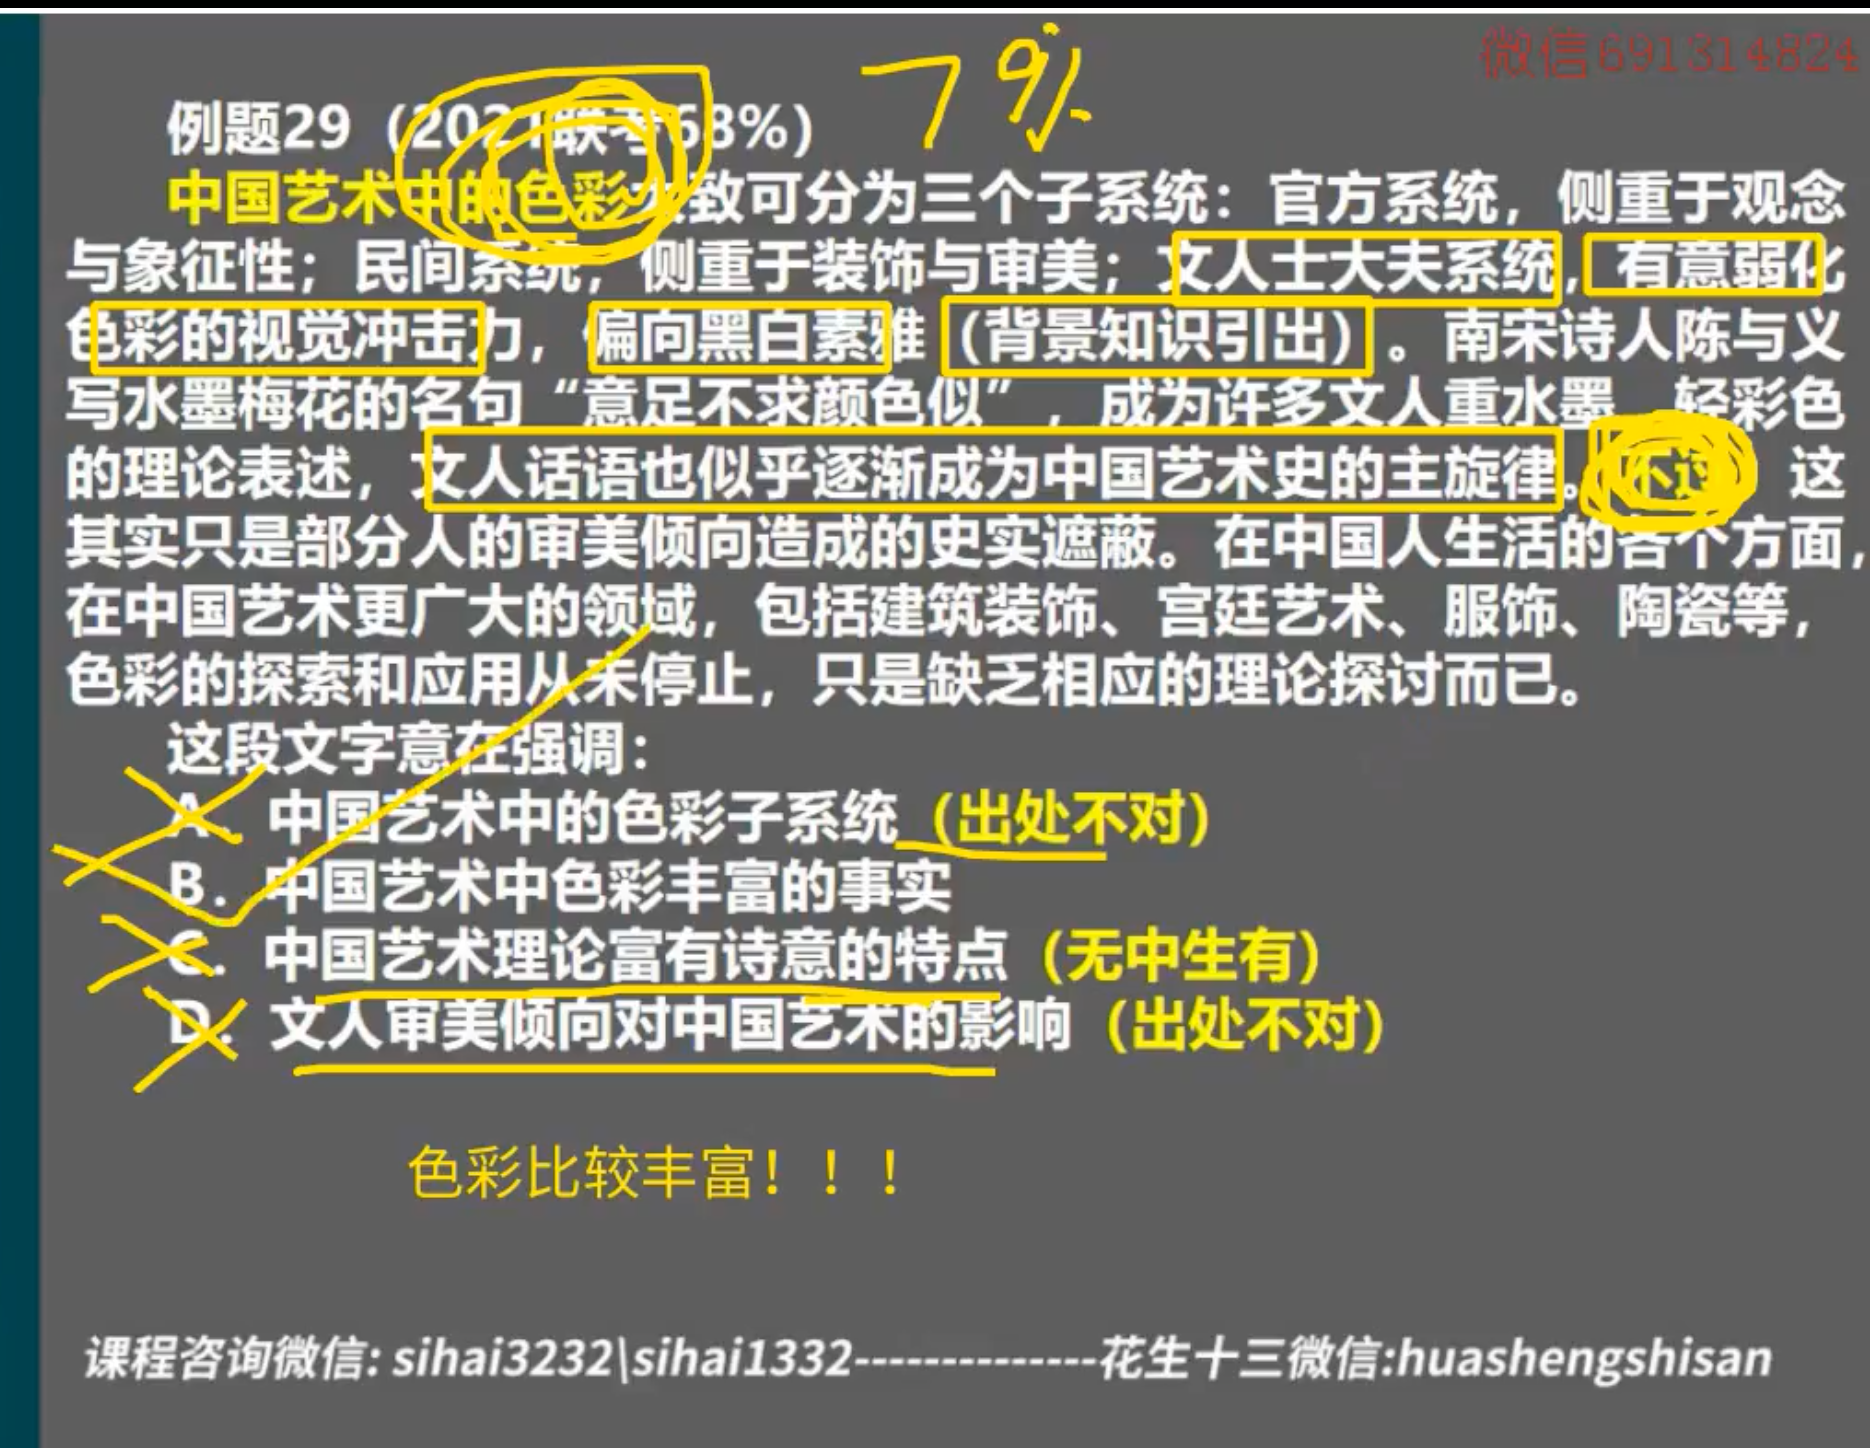 微信691314824
7 9%
例题29（2021联考68%）
中国艺术中的色彩大致可分为三个子系统：官方系统，侧重于观念
与象征性；民间系统，侧重于装饰与审美；文人士大夫系统，有意弱化
色彩的视觉冲击力，偏向黑白素雅（背景知识引出）。南宋诗人陈与义
写水墨梅花的名句“意足不求颜色似”，成为许多文人重水墨、轻彩色
的理论表述，文人话语也似乎逐渐成为中国艺术史的主旋律。不过，这
其实只是部分人的审美倾向造成的史实遮蔽。在中国人生活的各个方面，
在中国艺术更广大的领域，包括建筑装饰、宫廷艺术、服饰、陶瓷等，
色彩的探索和应用从未停止，只是缺乏相应的理论探讨而已。
这段文字意在强调：
A．中国艺术中的色彩子系统（出处不对）
B．中国艺术中色彩丰富的事实
C．中国艺术理论富有诗意的特点（无中生有）
D．文人审美倾向对中国艺术的影响（出处不对）
色彩比较丰富！！！
课程咨询微信: sihai3232\sihai1332--------------花生十三微信:huashengshisan